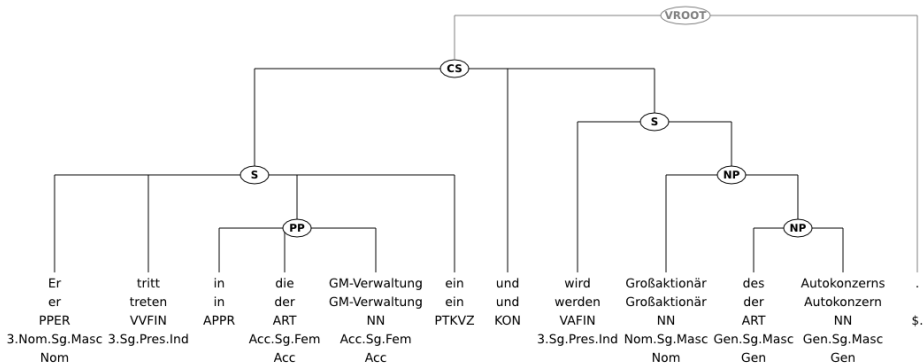 VROOT
CS
S
S NP
PP NP
Er tritt in die GM-Verwaltung ein und wird Großaktionär des Autokonzerns .
er treten in der GM-Verwaltung ein und werden Großaktionär der Autokonzern
PPER VVFIN APPR ART NN PTKVZ KON VAFIN NN ART NN $.
3.Nom.Sg.Masc 3.Sg.Pres.Ind Acc.Sg.Fem Acc.Sg.Fem 3.Sg.Pres.Ind Nom.Sg.Masc Gen.Sg.Masc Gen.Sg.Masc
Nom Acc Acc Nom Gen Gen